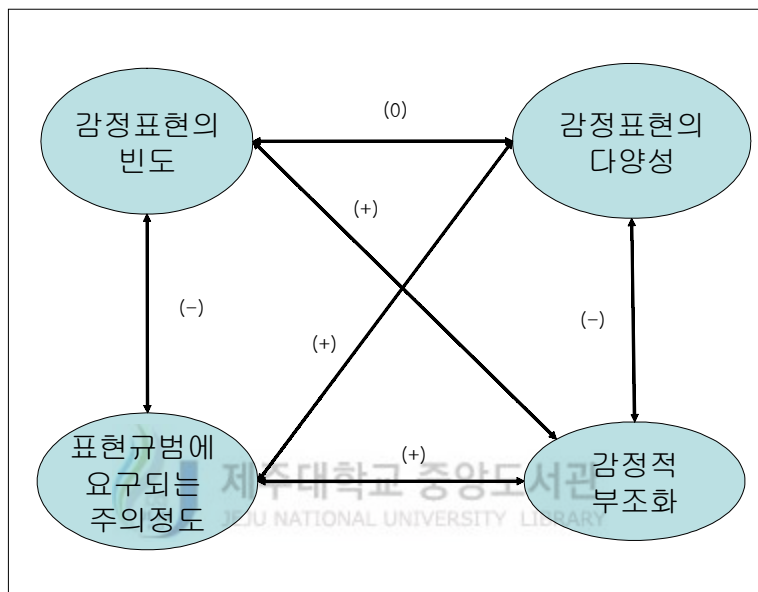 감정표현의
빈도
(0)
감정표현의
다양성
(+)
(-)
(+)
(-)
표현규범에
요구되는
주의정도
(+)
감정적
부조화
제주대학교 중앙도서관
JEJU NATIONAL UNIVERSITY LIBRARY